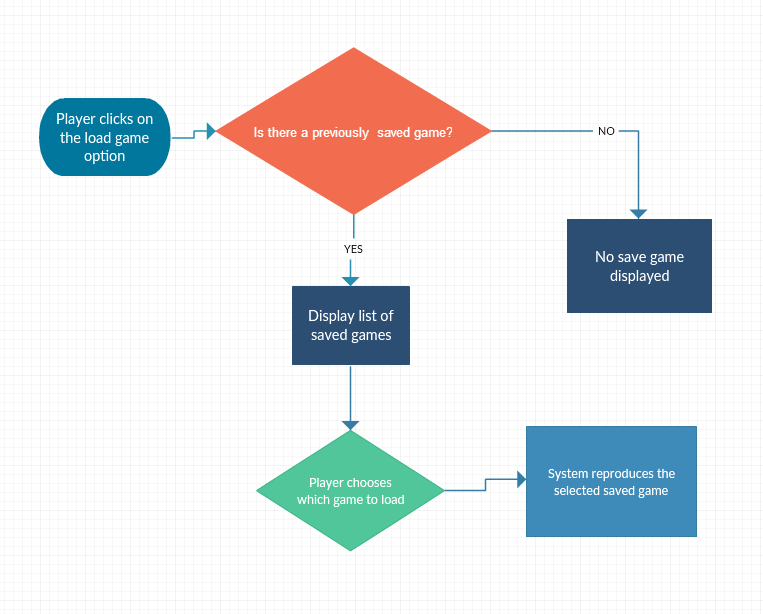 Player clicks on
the load game
option
Is there a previously  saved game?
NO
YES
No save game
displayed
Display list of
saved games
Player chooses
which game to load
System reproduces the
selected saved game